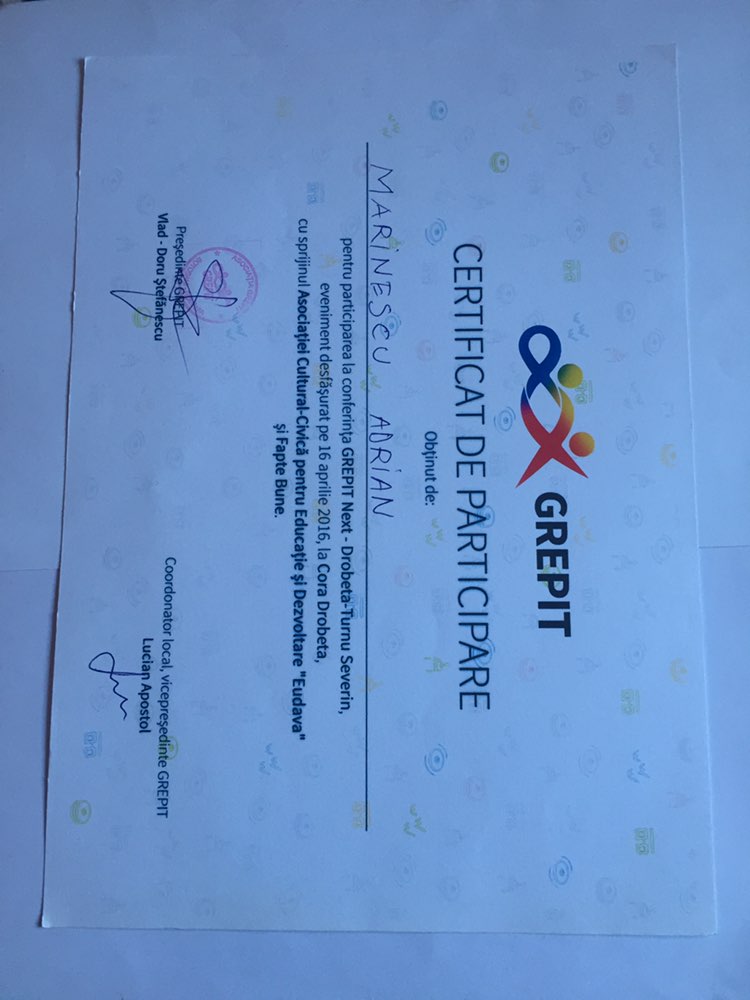 GREPIT
CERTIFICAT DE PARTICIPARE
Obținut de:
MARINESCU ADRIAN
pentru participarea la conferința GREPIT Next - Drobeta-Turnu Severin,
eveniment desfășurat pe 16 aprilie 2016, la Cora Drobeta,
cu sprijinul Asociației Cultural-Civică pentru Educație și Dezvoltare "Eudava"
și Fapte Bune.
Președinte GREPIT
Vlad - Doru Ștefănescu
Coordonator local, vicepreședinte GREPIT
Lucian Apostol